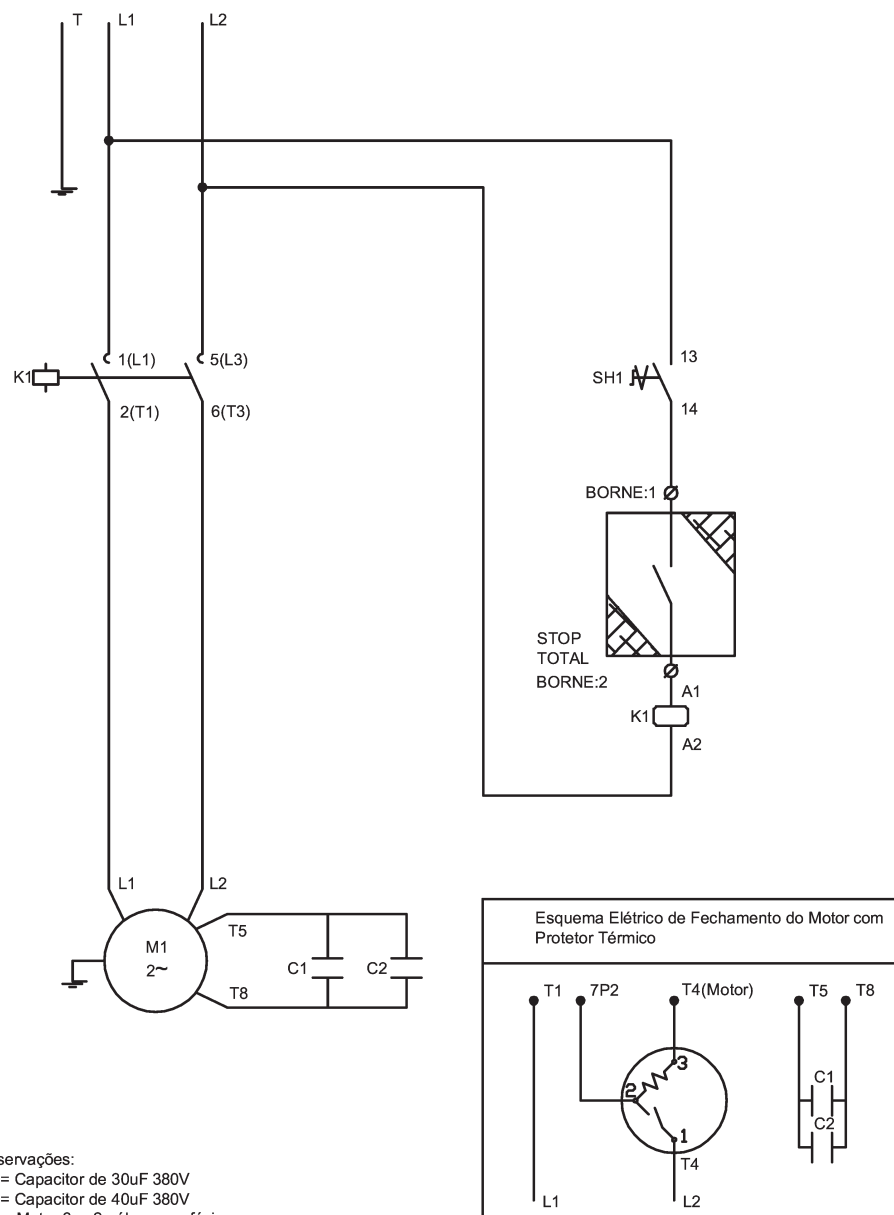 T
L1
L2
K1
1(L1)
5(L3)
2(T1)
6(T3)
SH1
13
14
BORNE:1
STOP
TOTAL
BORNE:2
A1
K1
A2
L1
L2
M1
2~
T5
T8
C1
C2
Esquema Elétrico de Fechamento do Motor com
Protetor Térmico
T1
7P2
T4(Motor)
T5
T8
3
2
1
T4
C1
C2
L1
L2
servações:
= Capacitor de 30uF 380V
= Capacitor de 40uF 380V